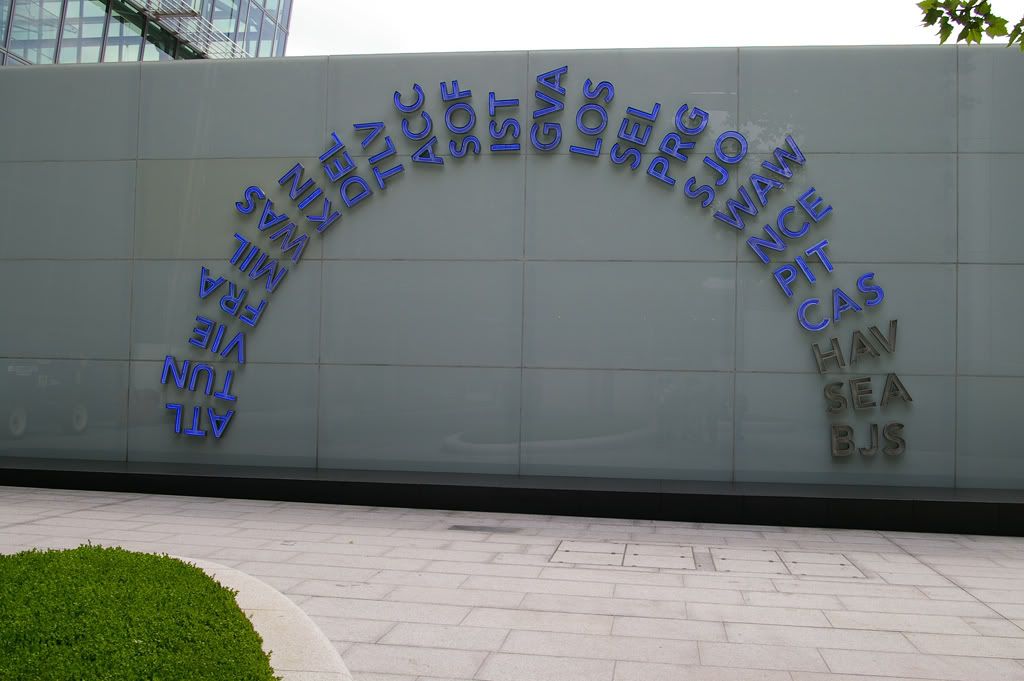 ATL
TUN
VIE
FRA
MIL
WAS
KIN
DEL
TLV
ACC
SOF
IST
GVA
LOS
SEL
PRG
SJO
WAW
NCE
PIT
CAS
HAV
SEA
BJS